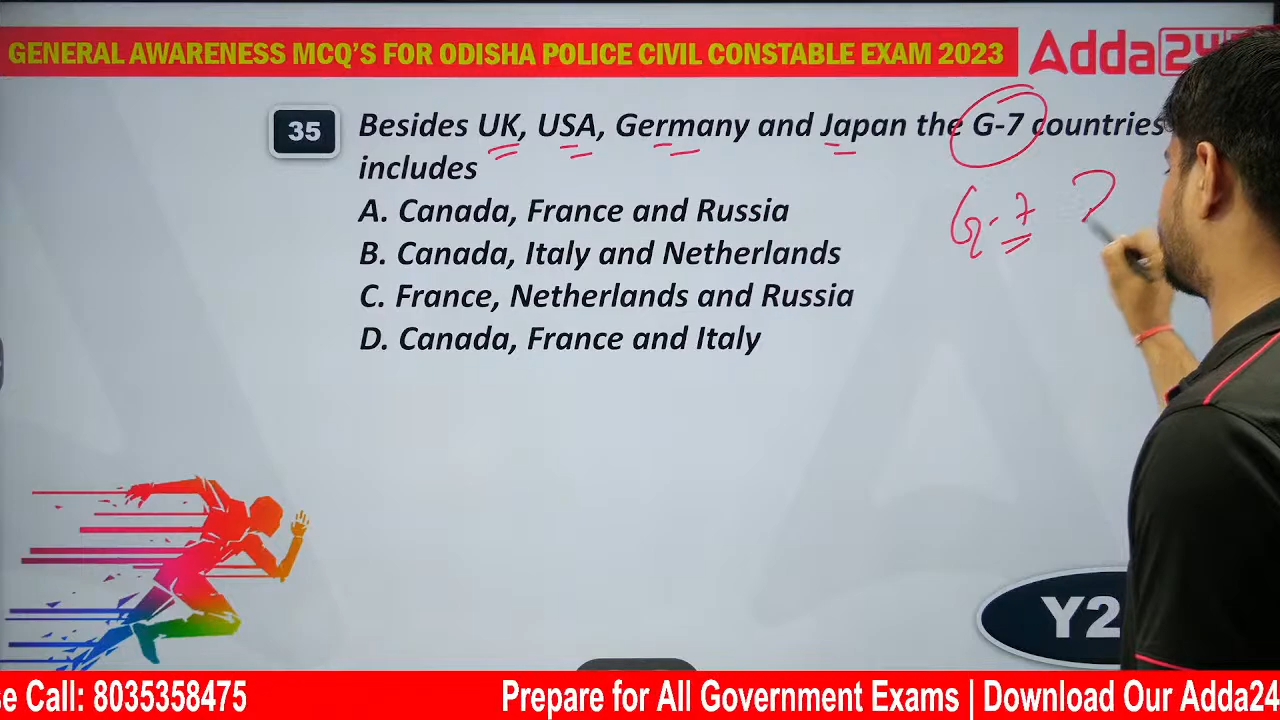 GENERAL AWARENESS MCQ'S FOR ODISHA POLICE CIVIL CONSTABLE EXAM 2023
Adda24
35
Besides UK, USA, Germany and Japan the G-7 countries
includes
A. Canada, France and Russia
B. Canada, Italy and Netherlands
C. France, Netherlands and Russia
D. Canada, France and Italy
G-7 ?
Y2
se Call: 8035358475
Prepare for All Government Exams | Download Our Adda24